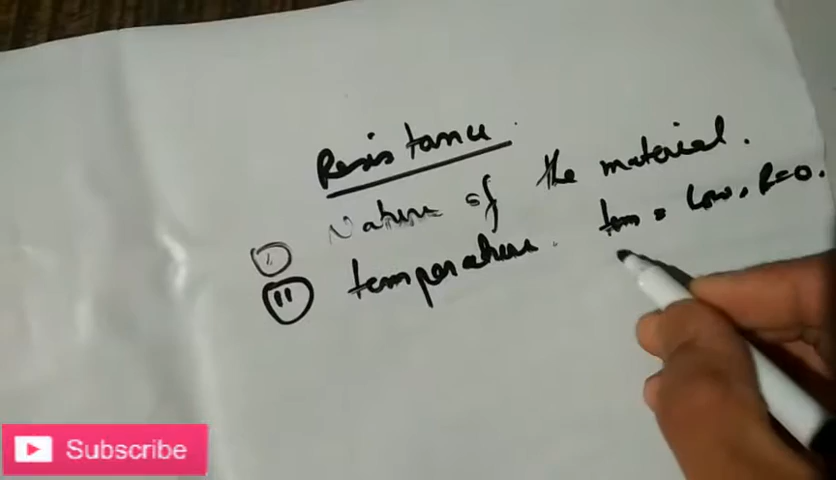 Resistance
(i) Nature of the material.
(ii) temperature. tem = Low, R=0.
Subscribe